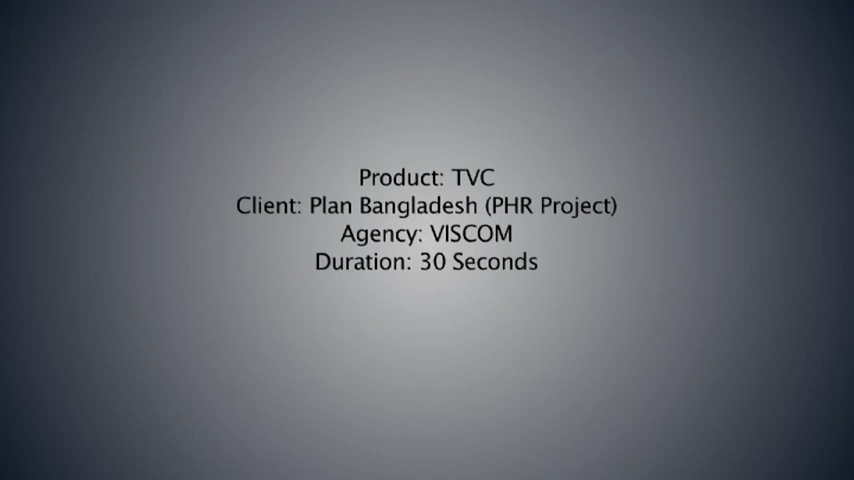 Product: TVC
Client: Plan Bangladesh (PHR Project)
Agency: VISCOM
Duration: 30 Seconds